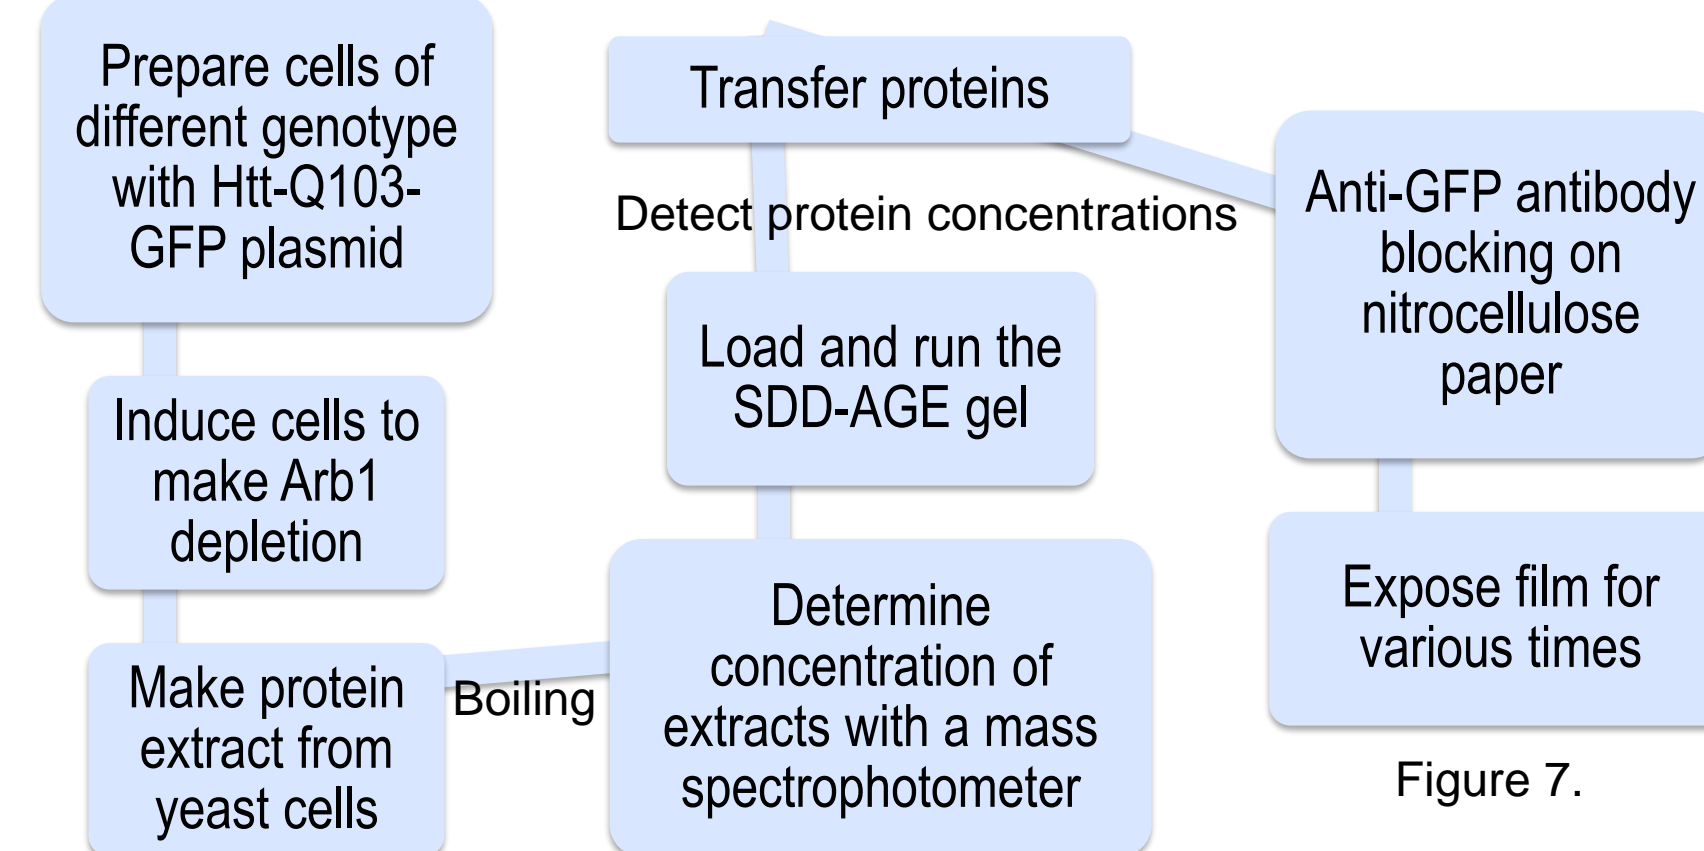 Prepare cells of
different genotype
with Htt-Q103-
GFP plasmid
Induce cells to
make Arb1
depletion
Make protein
extract from
yeast cells
Boiling
Determine
concentration of
extracts with a mass
spectrophotometer
Load and run the
SDD-AGE gel
Detect protein concentrations
Transfer proteins
Anti-GFP antibody
blocking on
nitrocellulose
paper
Expose film for
various times
Figure 7.